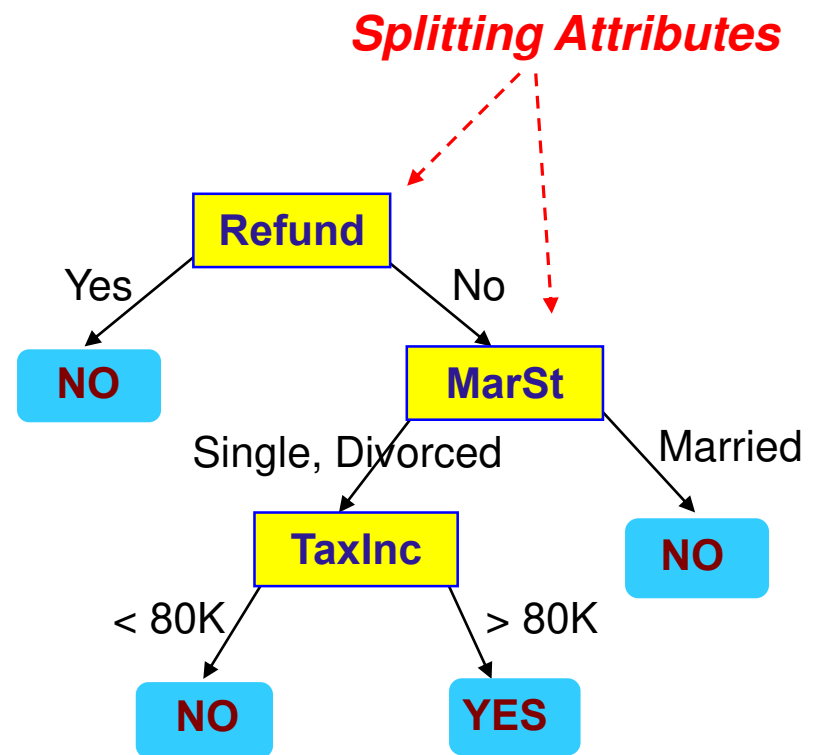 Splitting Attributes
Refund
Yes
No
NO
MarSt
Single, Divorced
Married
TaxInc
NO
< 80K
> 80K
NO
YES